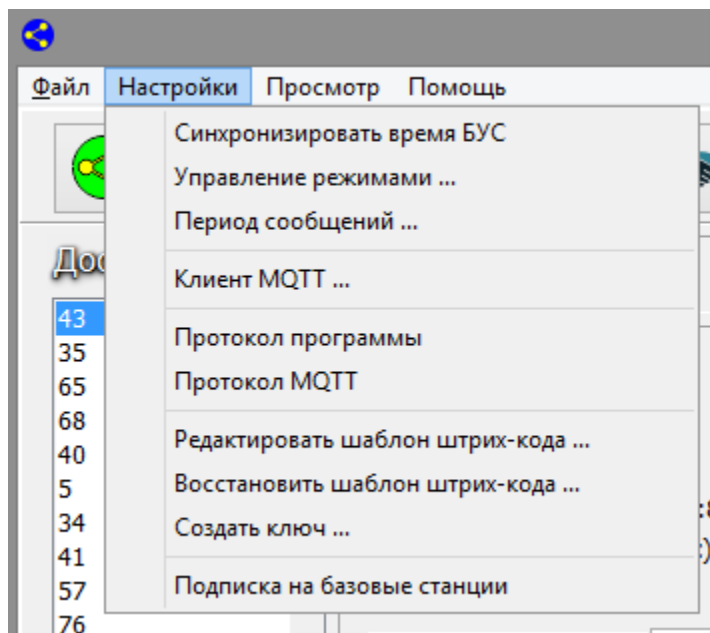 Файл Настройки Просмотр Помощь
Синхронизировать время БУС
Управление режимами ...
Период сообщений ...
Клиент MQTT ...
Протокол программы
Протокол MQTT
Редактировать шаблон штрих-кода ...
Восстановить шаблон штрих-кода ...
Создать ключ ...
Подписка на базовые станции
43
35
65
68
40
5
34
41
57
76